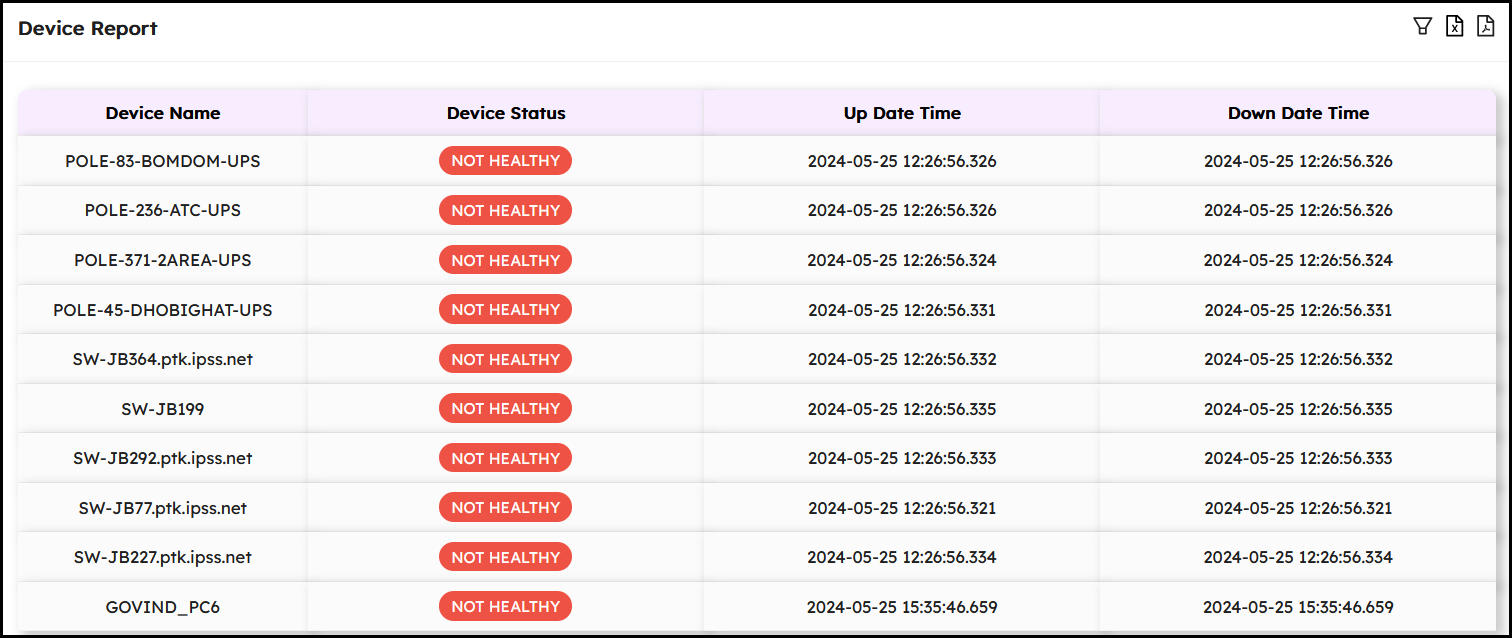 Device Report
Device Name Device Status Up Date Time Down Date Time
POLE-83-BOMDOM-UPS NOT HEALTHY 2024-05-25 12:26:56.326 2024-05-25 12:26:56.326
POLE-236-ATC-UPS NOT HEALTHY 2024-05-25 12:26:56.326 2024-05-25 12:26:56.326
POLE-371-2AREA-UPS NOT HEALTHY 2024-05-25 12:26:56.324 2024-05-25 12:26:56.324
POLE-45-DHOBIGHAT-UPS NOT HEALTHY 2024-05-25 12:26:56.331 2024-05-25 12:26:56.331
SW-JB364.ptk.ipss.net NOT HEALTHY 2024-05-25 12:26:56.332 2024-05-25 12:26:56.332
SW-JB199 NOT HEALTHY 2024-05-25 12:26:56.335 2024-05-25 12:26:56.335
SW-JB292.ptk.ipss.net NOT HEALTHY 2024-05-25 12:26:56.333 2024-05-25 12:26:56.333
SW-JB77.ptk.ipss.net NOT HEALTHY 2024-05-25 12:26:56.321 2024-05-25 12:26:56.321
SW-JB227.ptk.ipss.net NOT HEALTHY 2024-05-25 12:26:56.334 2024-05-25 12:26:56.334
GOVIND_PC6 NOT HEALTHY 2024-05-25 15:35:46.659 2024-05-25 15:35:46.659